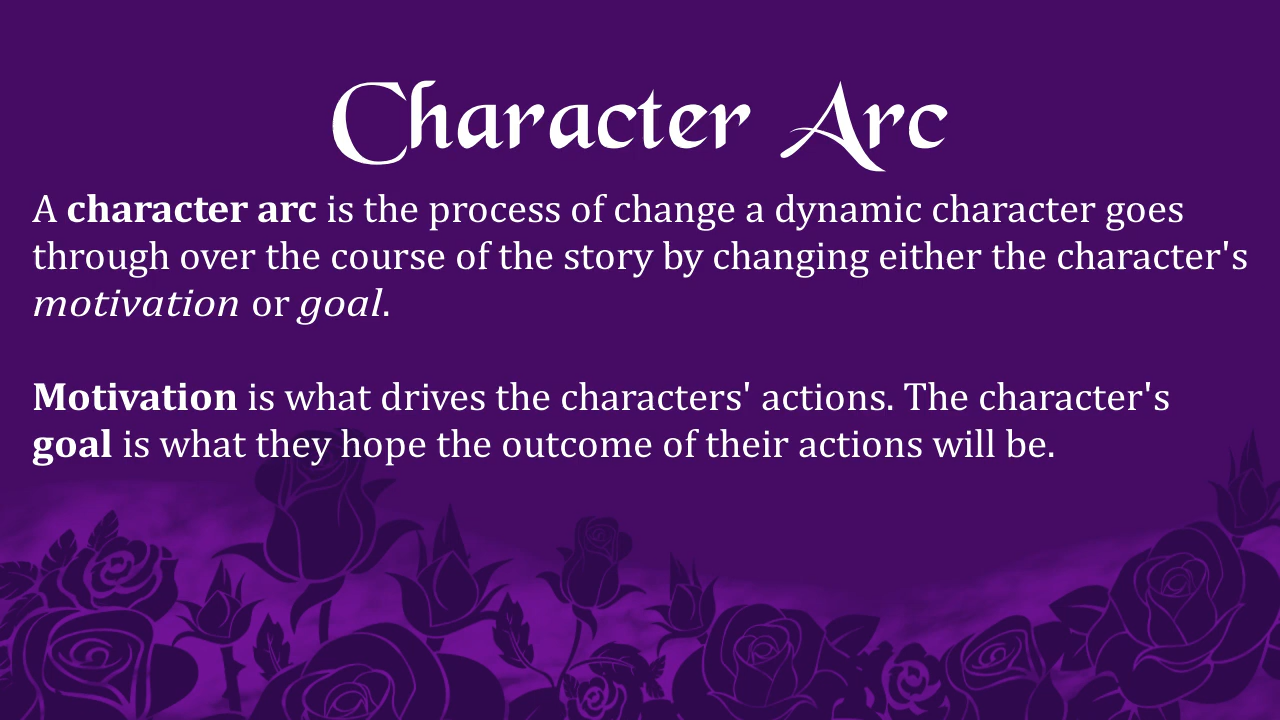 Character Arc
A character arc is the process of change a dynamic character goes
through over the course of the story by changing either the character's
motivation or goal.
Motivation is what drives the characters' actions. The character's
goal is what they hope the outcome of their actions will be.